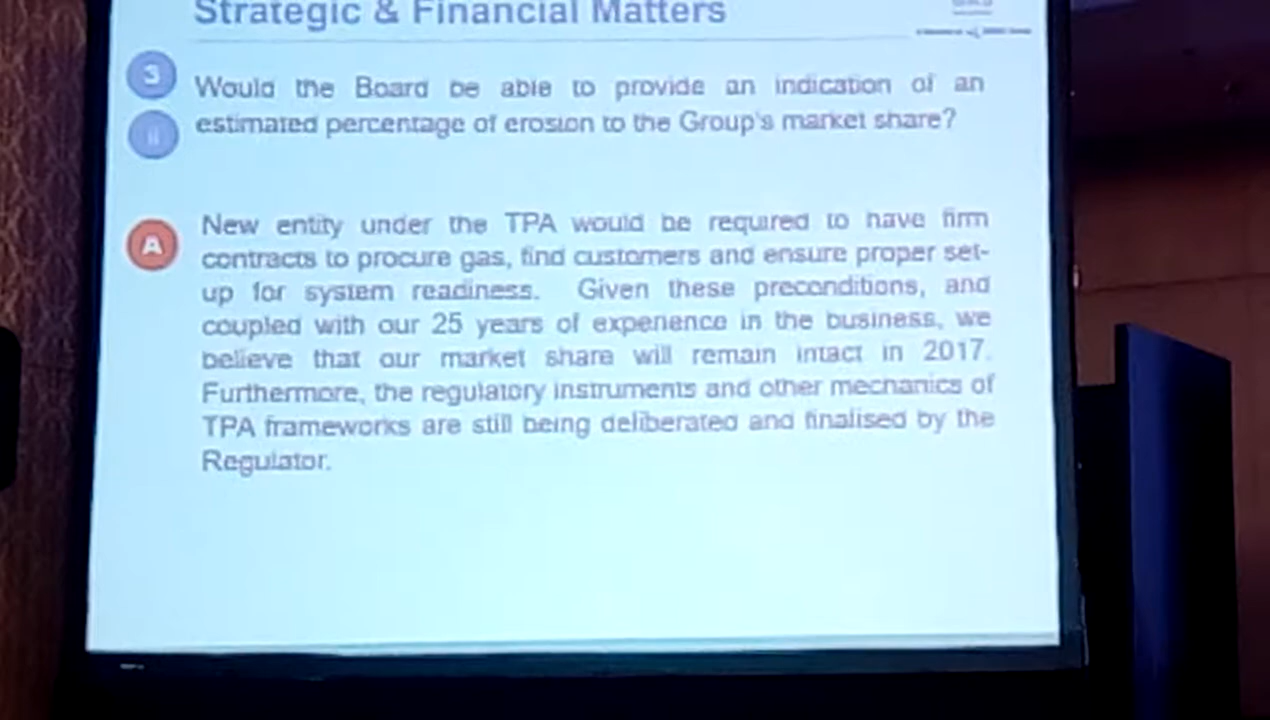 Strategic & Financial Matters
3
Would the Board be able to provide an indication of an
ii
estimated percentage of erosion to the Group's market share?
A
New entity under the TPA would be required to have firm
contracts to procure gas, find customers and ensure proper set-
up for system readiness. Given these preconditions, and
coupled with our 25 years of experience in the business, we
believe that our market share will remain intact in 2017.
Furthermore, the regulatory instruments and other mechanics of
TPA frameworks are still being deliberated and finalised by the
Regulator.